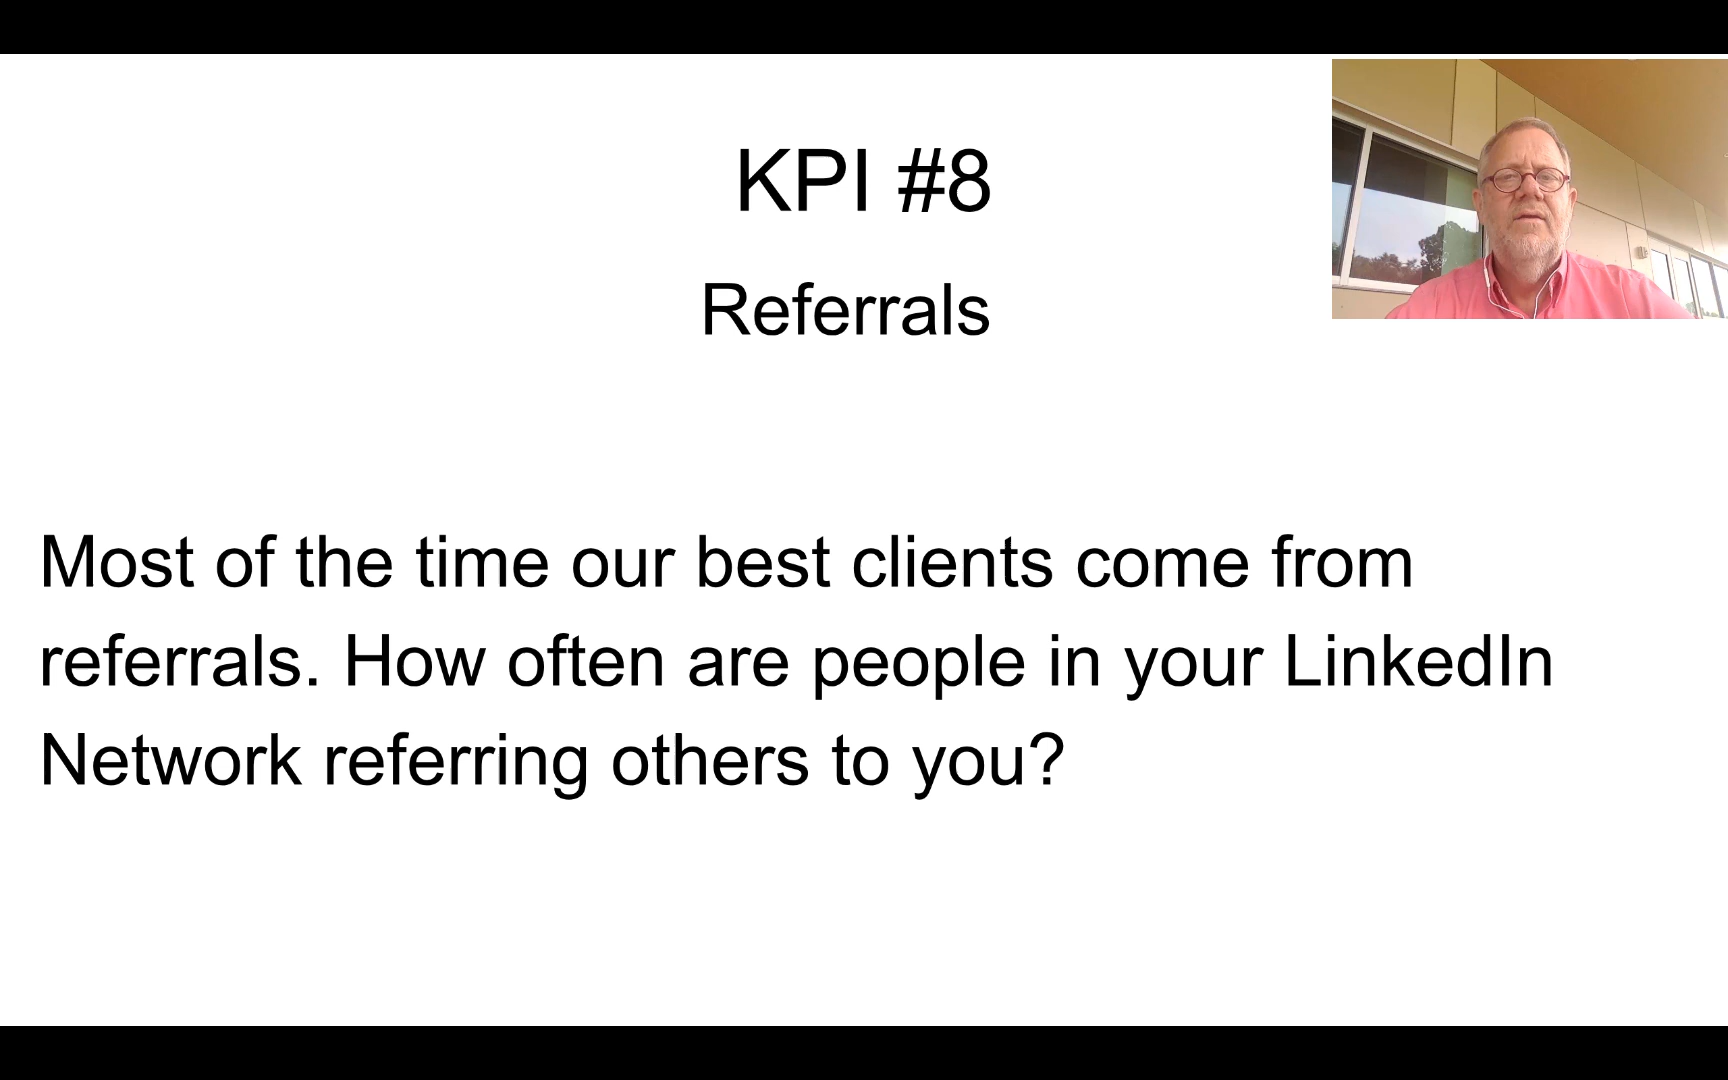 KPI #8
Referrals
Most of the time our best clients come from
referrals. How often are people in your LinkedIn
Network referring others to you?